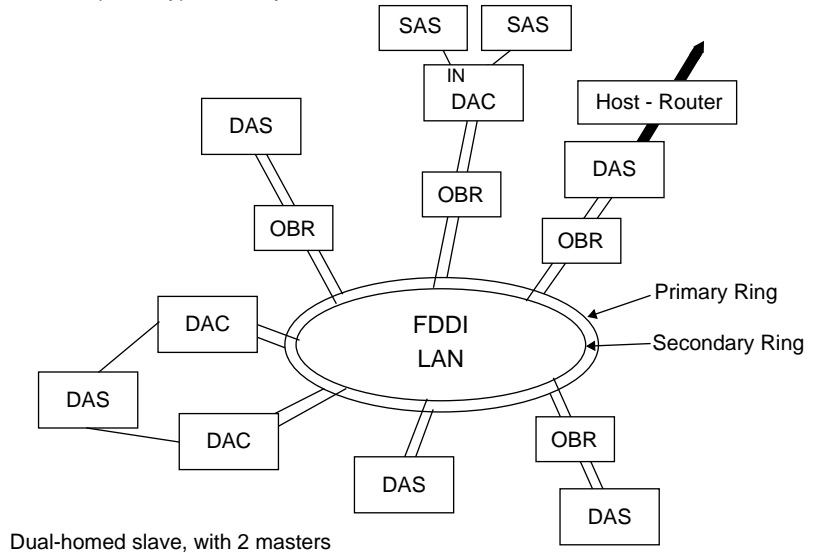 SAS
SAS
IN
DAC
Host - Router
DAS
DAS
OBR
OBR
OBR
Primary Ring
FDDI
LAN
DAC
Secondary Ring
DAS
DAC
OBR
DAS
DAS
Dual-homed slave, with 2 masters